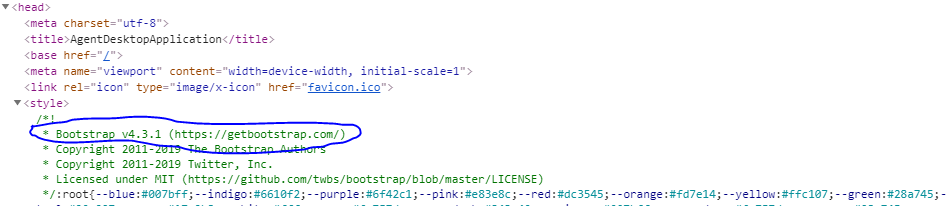 ▼<head>
<meta charset="utf-8">
<title>AgentDesktopApplication</title>
<base href="/">
<meta name="viewport" content="width=device-width, initial-scale=1">
<link rel="icon" type="image/x-icon" href="favicon.ico">
▼<style>
/*!
* Bootstrap v4.3.1 (https://getbootstrap.com/)
* Copyright 2011-2019 The Bootstrap Authors
* Copyright 2011-2019 Twitter, Inc.
* Licensed under MIT (https://github.com/twbs/bootstrap/blob/master/LICENSE)
*/:root{--blue:#007bff;--indigo:#6610f2;--purple:#6f42c1;--pink:#e83e8c;--red:#dc3545;--orange:#fd7e14;--yellow:#ffc107;--green:#28a745;-